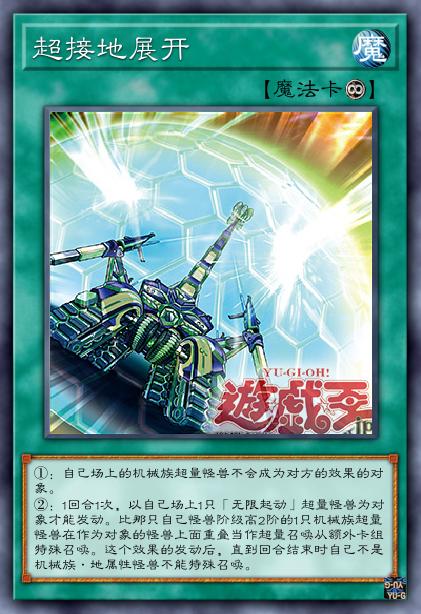 超接地展开
魔
【魔法卡】
YU-GI-OH!
遊戯王
.jp
①：自己场上的机械族超量怪兽不会成为对方的效果的对
象。
②：1回合1次，以自己场上1只「无限起动」超量怪兽为对
象才能发动。比那只自己怪兽阶级高2阶的1只机械族超量
怪兽在作为对象的怪兽上面重叠当作超量召唤从额外卡组
特殊召唤。这个效果的发动后，直到回合结束时自己不是
机械族・地属性怪兽不能特殊召唤。